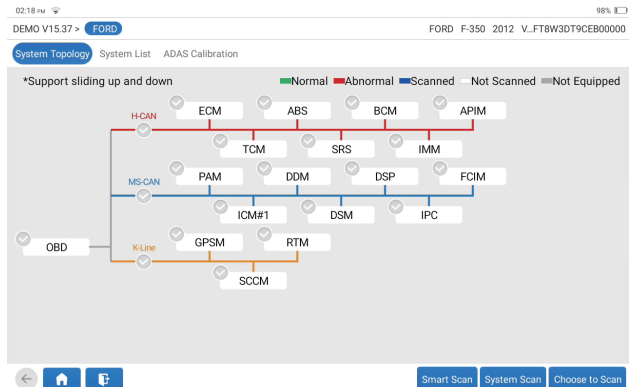 02:18 PM 98%
DEMO V15.37 > FORD FORD F-350 2012 V...FT8W3DT9CEB00000
System Topology System List ADAS Calibration
*Support sliding up and down Normal Abnormal Scanned Not Scanned Not Equipped
ECM ABS BCM APIM
H-CAN
TCM SRS IMM
PAM DDM DSP FCIM
MS-CAN
ICM#1 DSM IPC
GPSM RTM
OBD K-Line
SCCM
Smart Scan System Scan Choose to Scan